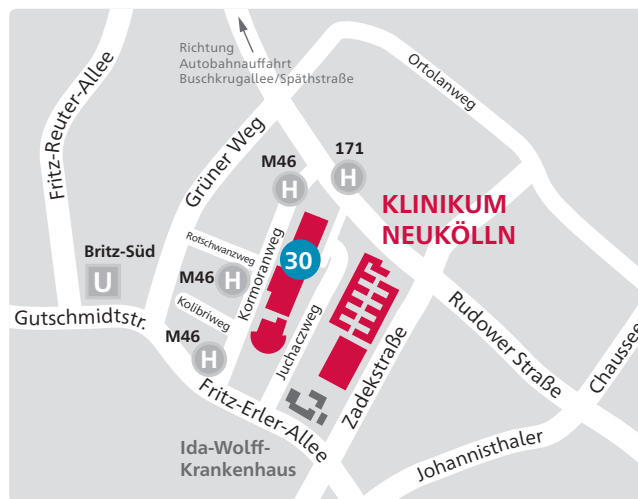 Richtung
Autobahnauffahrt
Buschkrugallee/Späthstraße
Ortolanweg
Fritz-Reuter-Allee
Grüner Weg
171
H
M46
H
KLINIKUM
NEUKÖLLN
Rotschwanzweg
Britz-Süd
U
M46
H
30
Kormoranweg
Kolibriweg
Juchaczweg
Gutschmidtstr.
M46
H
Rudower Straße
Zadekstraße
Chaussee
Fritz-Erler-Allee
Ida-Wolff-
Krankenhaus
Johannisthaler